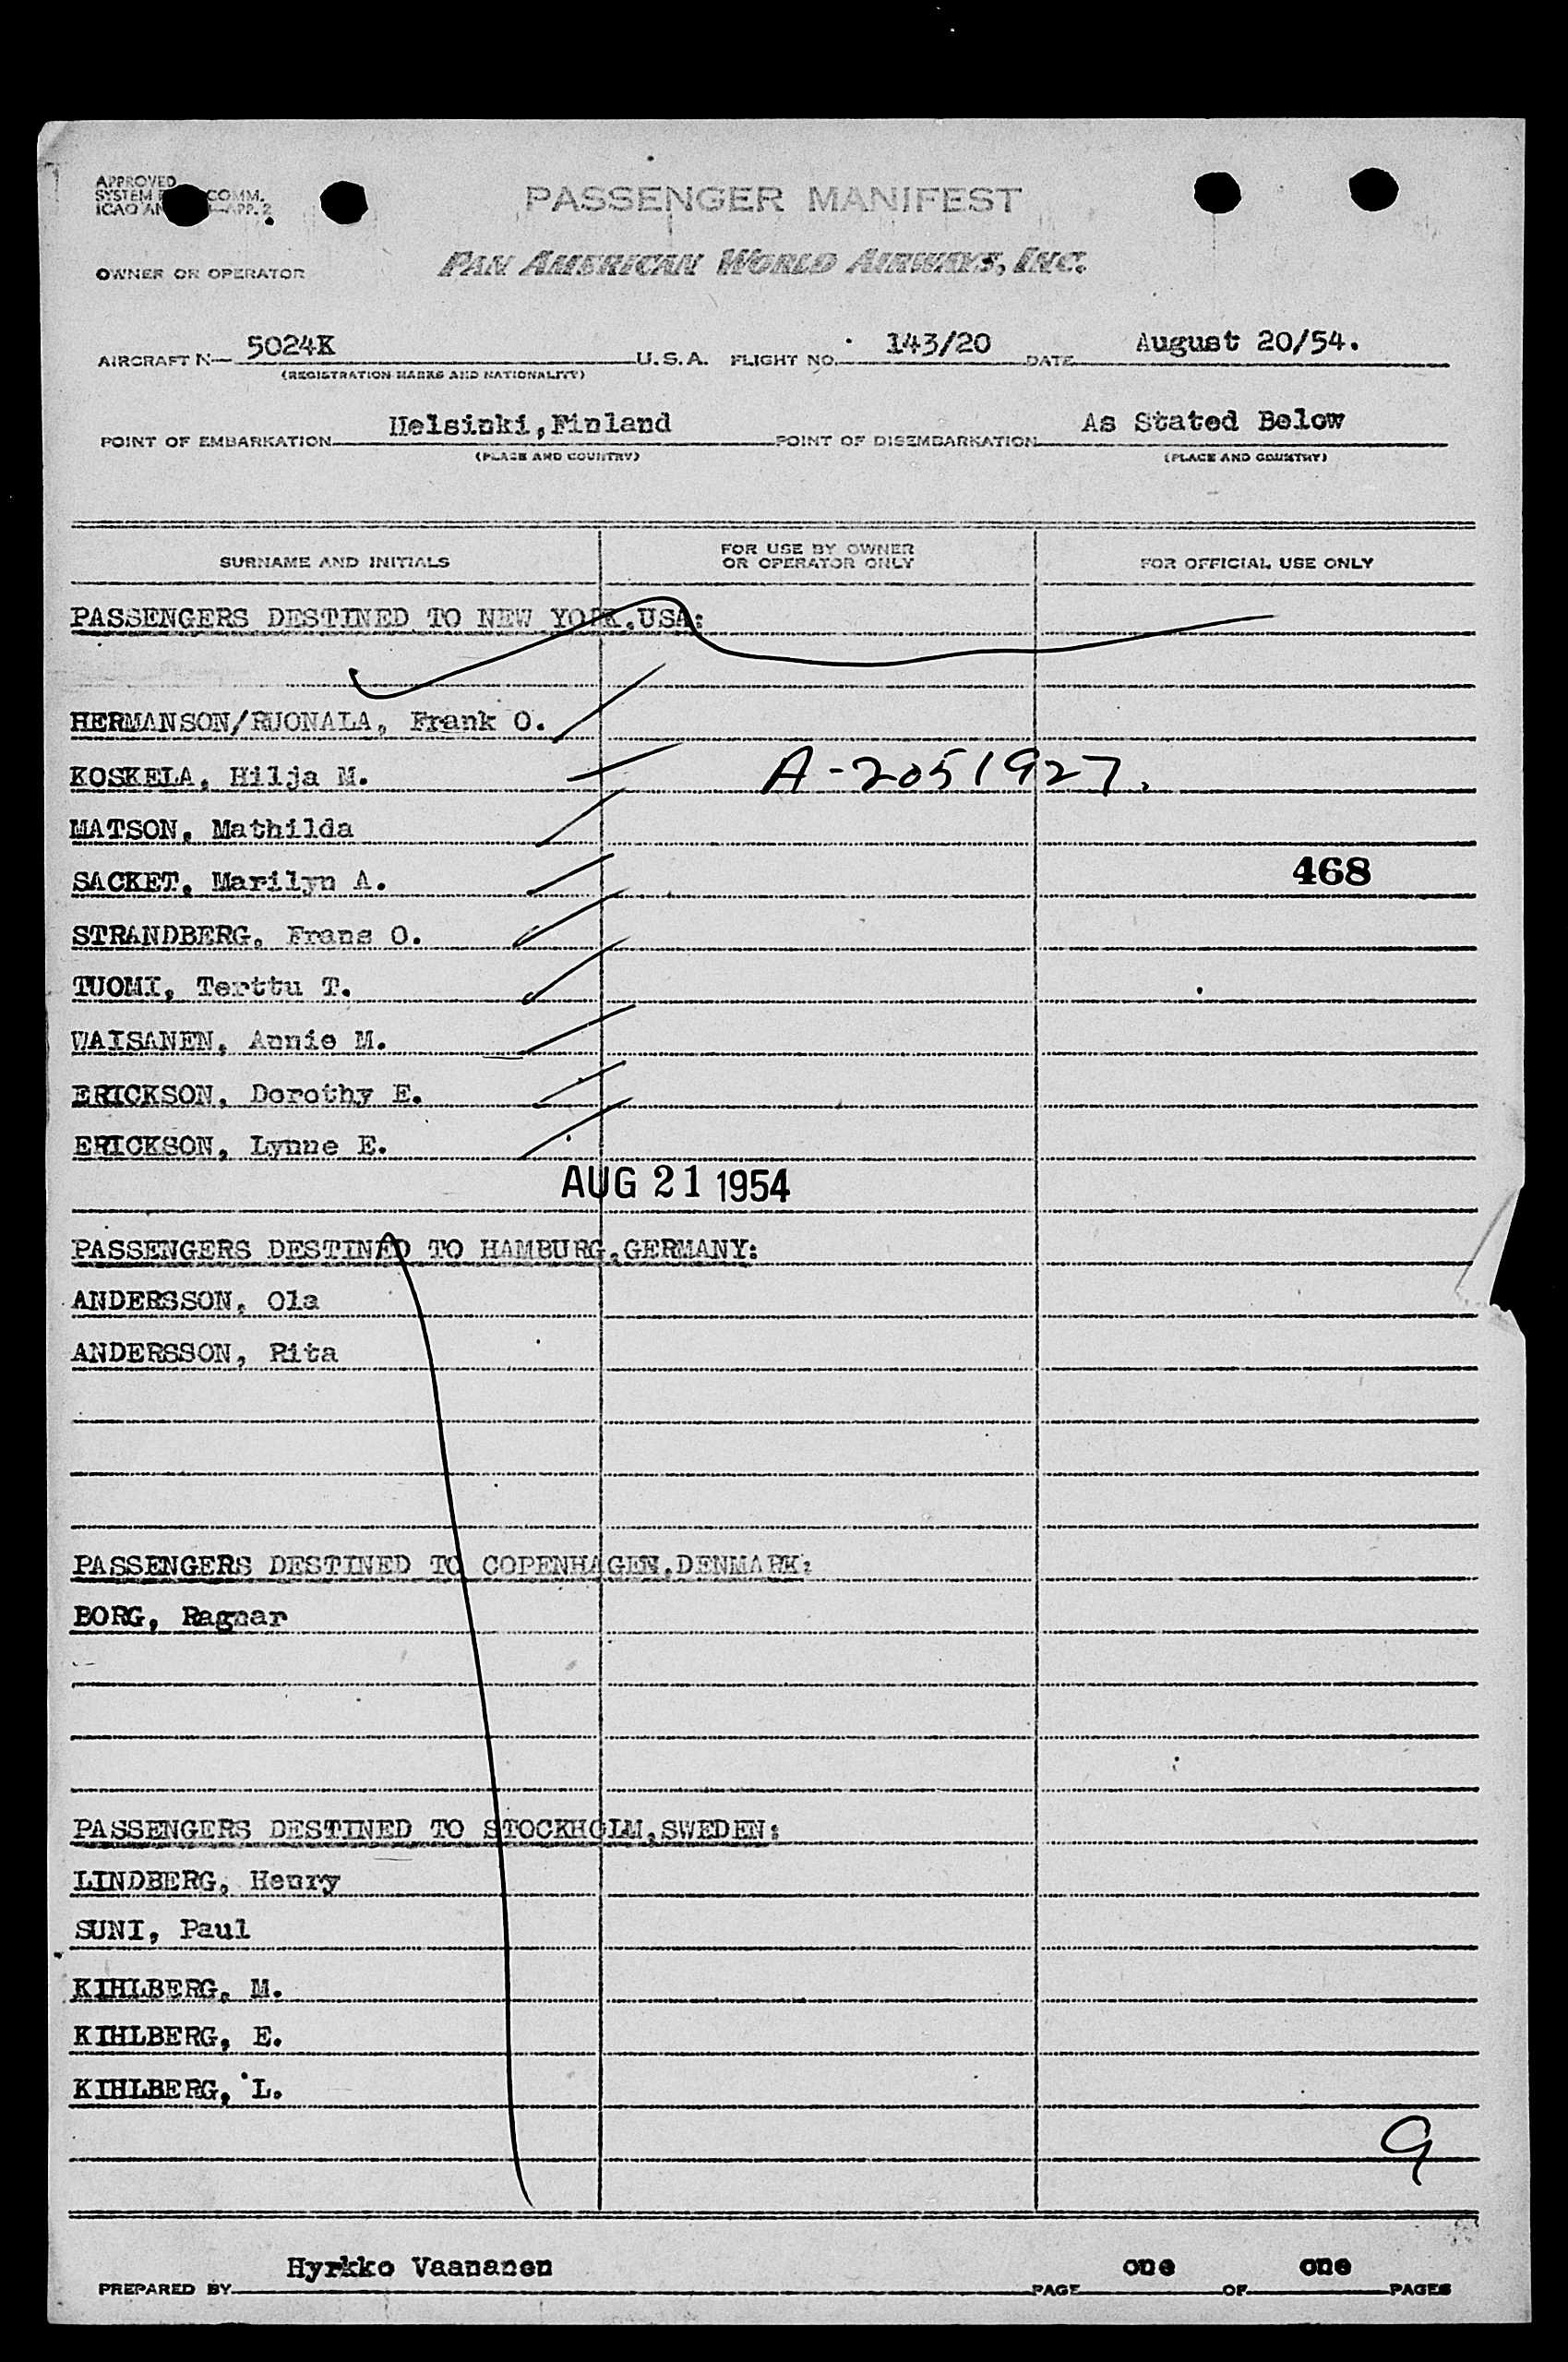 APPROVED
SYSTEM COMM.
ICAO AN APP. 2
PASSENGER MANIFEST
OWNER OR OPERATOR PAN AMERICAN WORLD AIRWAYS, INC.
AIRCRAFT N 5024K U.S.A. FLIGHT NO. 143/20 DATE August 20/54.
(REGISTRATION MARKS AND NATIONALITY)
POINT OF EMBARKATION Helsinki,Finland POINT OF DISEMBARKATION As Stated Below
(PLACE AND COUNTRY) (PLACE AND COUNTRY)
SURNAME AND INITIALS FOR USE BY OWNER OR OPERATOR ONLY FOR OFFICIAL USE ONLY
PASSENGERS DESTINED TO NEW YORK,USA:
HERMANSON/RUONALA, Frank O.
KOSKELA, Hilja M. A-2051927.
MATSON, Mathilda
SACKET, Marilyn A. 468
STRANDBERG, Frans O.
TUOMI, Terttu T.
WAISANEN, Annie M.
ERICKSON, Dorothy E.
ERICKSON, Lynne E.
AUG 21 1954
PASSENGERS DESTINED TO HAMBURG,GERMANY:
ANDERSSON, Ola
ANDERSSON, Rita
PASSENGERS DESTINED TO COPENHAGEN,DENMARK:
BORG, Ragnar
PASSENGERS DESTINED TO STOCKHOLM,SWEDEN:
LINDBERG, Henry
SUNI, Paul
KIHLBERG, M.
KIHLBERG, E.
KIHLBERG, L.
9
PREPARED BY Hyrkko Vaananen PAGE one OF one PAGES